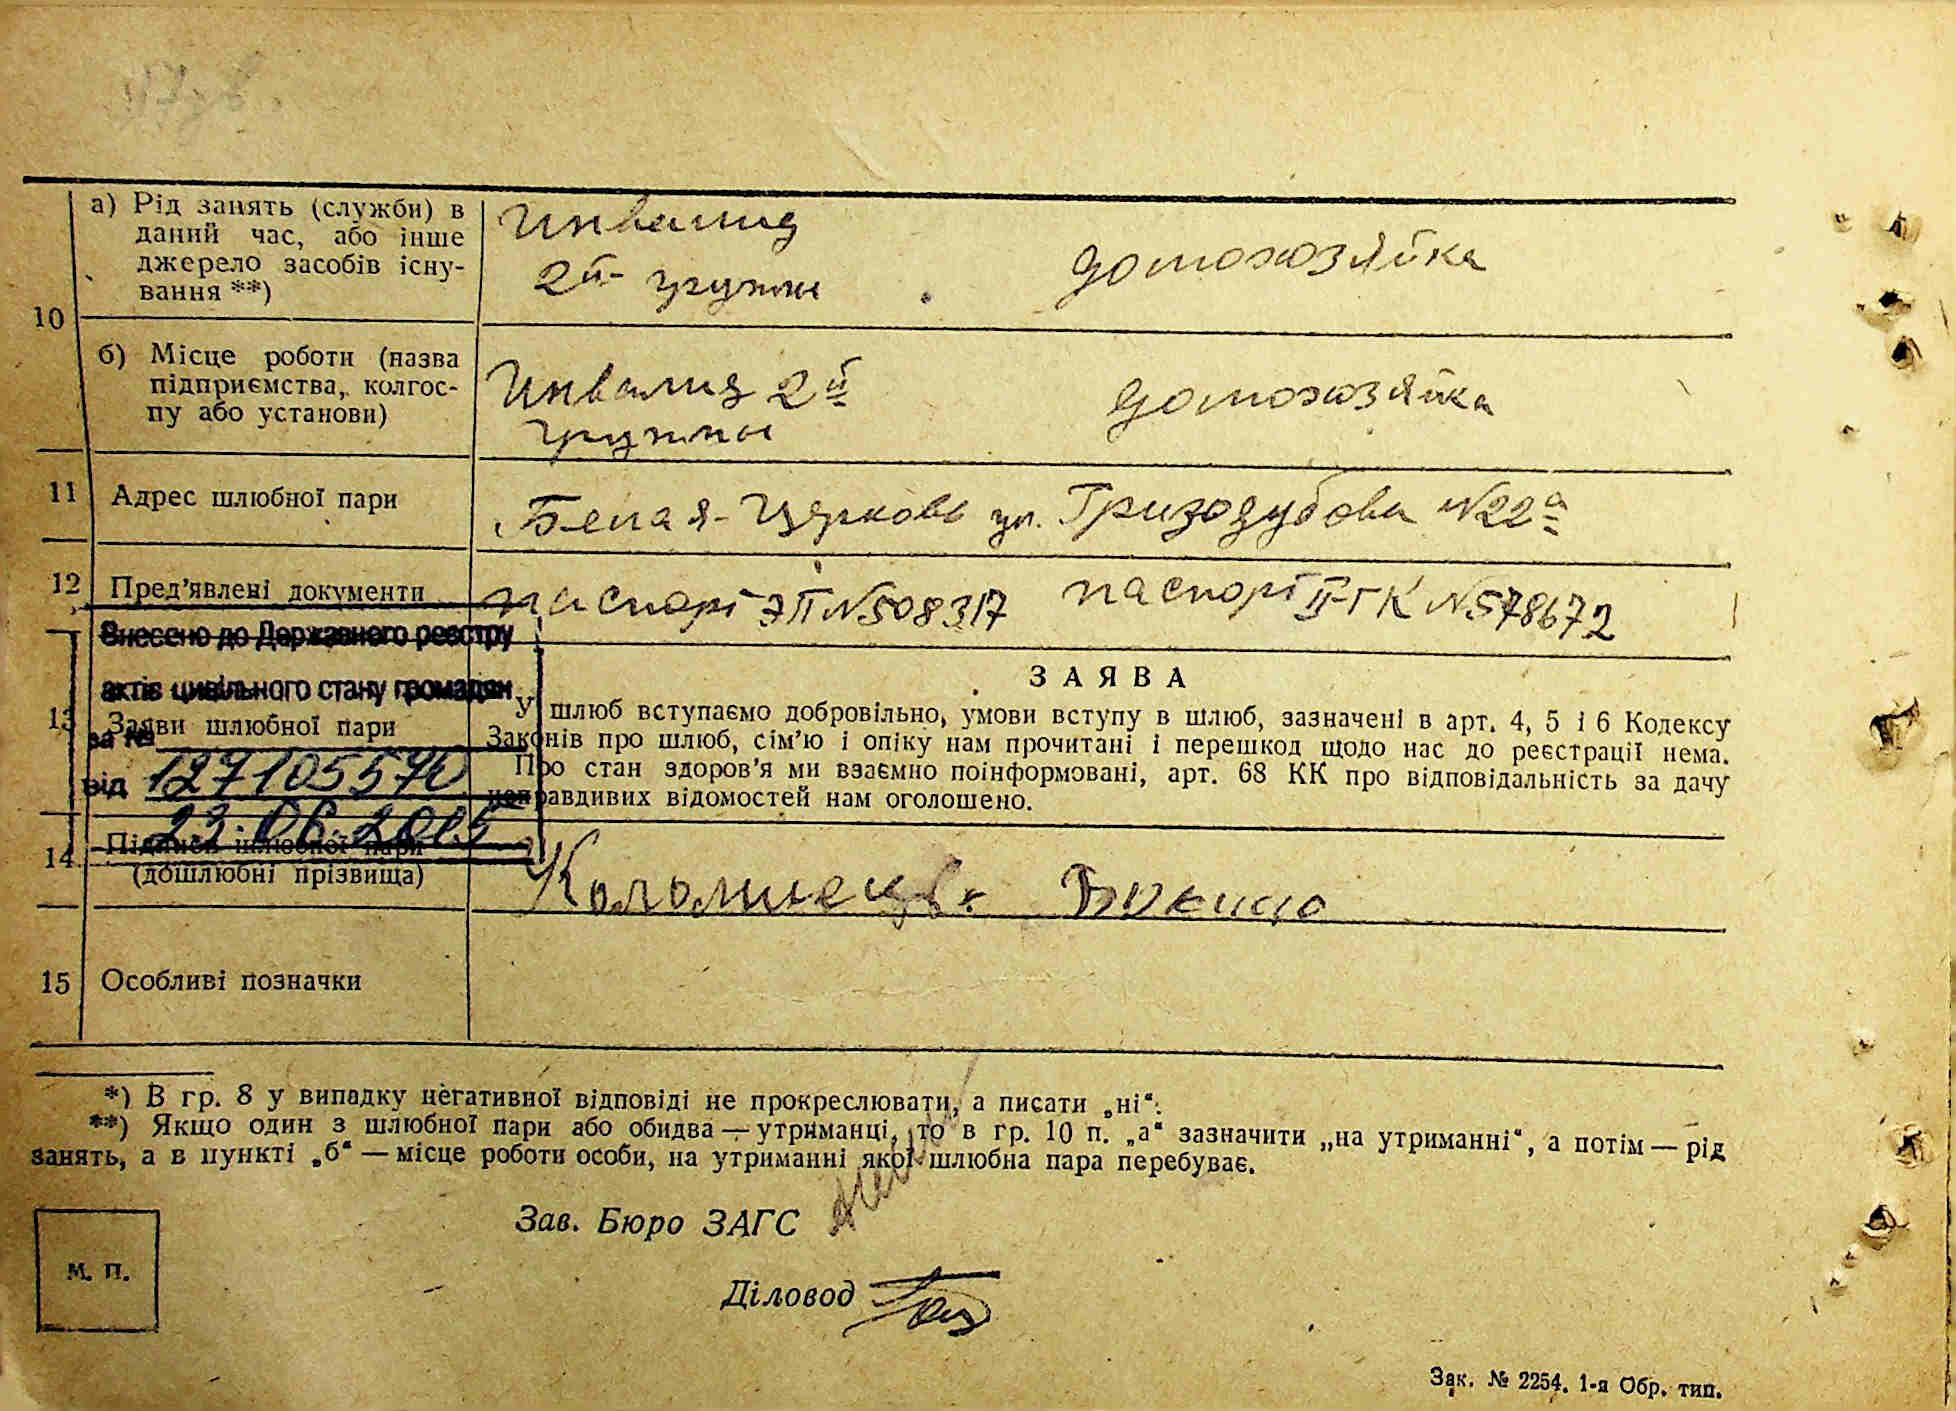 10
а) Рід занять (служби) в
даний час, або інше
джерело засобів існу-
вання **)
Инвалид
2й группы
домохозяйка
б) Місце роботи (назва
підприємства, колгос-
пу або установи)
Инвалид 2й
группы
домохозяйка
11 Адрес шлюбної пари
Белая-Церковь ул. Гризодубова №22а
12 Пред'явлені документи
паспорт ЭП №508317 паспорт II-ГК №578672
Внесено до Державного реєстру
актів цивільного стану громадян
за №
від 127105570
23.06.2015
13 Заяви шлюбної пари
ЗАЯВА
У шлюб вступаємо добровільно, умови вступу в шлюб, зазначені в арт. 4, 5 і 6 Кодексу
Законів про шлюб, сім'ю і опіку нам прочитані і перешкод щодо нас до реєстрації нема.
Про стан здоров'я ми взаємно поінформовані, арт. 68 КК про відповідальність за дачу
неправдивих відомостей нам оголошено.
14 Підписи шлюбної пари
(дошлюбні прізвища)
15 Особливі позначки
*) В гр. 8 у випадку негативної відповіді не прокреслювати, а писати „ні“.
**) Якщо один з шлюбної пари або обидва — утриманці, то в гр. 10 п. „а“ зазначити „на утриманні“, а потім — рід
занять, а в пункті „б“ — місце роботи особи, на утриманні якої шлюбна пара перебуває.
Зав. Бюро ЗАГС
М. П.
Діловод
Зак. № 2254. 1-я Обр. тип.